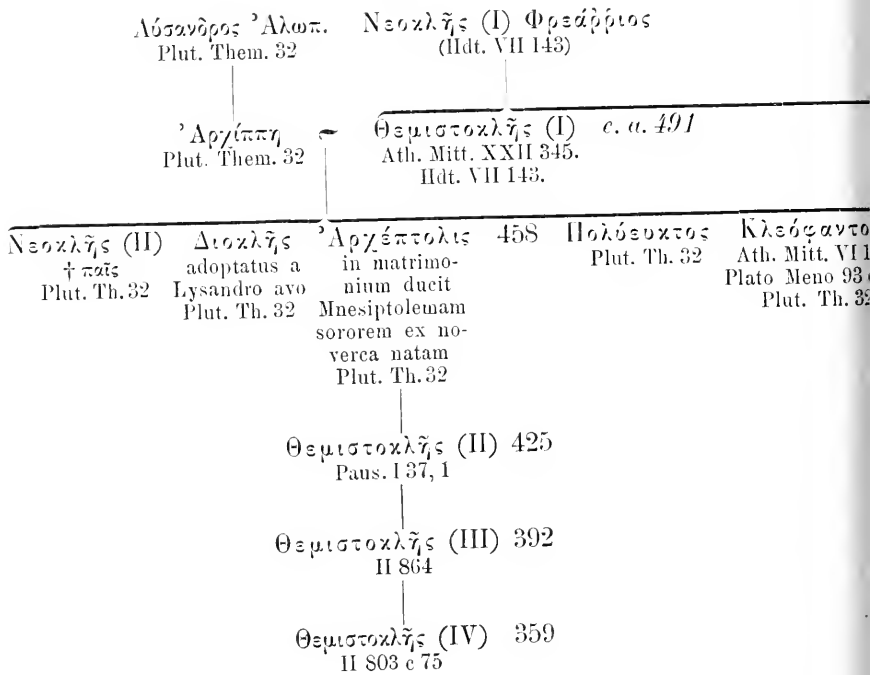 Λύσανδρος Ἀλωπ. Νεοκλῆς (I) Φρεάῤῥιος
Plut. Them. 32 (Hdt. VII 143)
Ἀρχίππη ~ Θεμιστοκλῆς (I) c. a. 491
Plut. Them. 32 Ath. Mitt. XXII 345.
Hdt. VII 143.
Νεοκλῆς (II) Διοκλῆς Ἀρχέπτολις 458 Πολύευκτος Κλεόφαντο
† παῖς adoptatus a in matrimo- Plut. Th. 32 Ath. Mitt. VI 1
Plut. Th. 32 Lysandro avo nium ducit Plato Meno 93
Plut. Th. 32 Mnesiptolemam Plut. Th. 32
sororem ex no-
verca natam
Plut. Th. 32
Θεμιστοκλῆς (II) 425
Paus. I 37, 1
Θεμιστοκλῆς (III) 392
II 864
Θεμιστοκλῆς (IV) 359
II 803 c 75